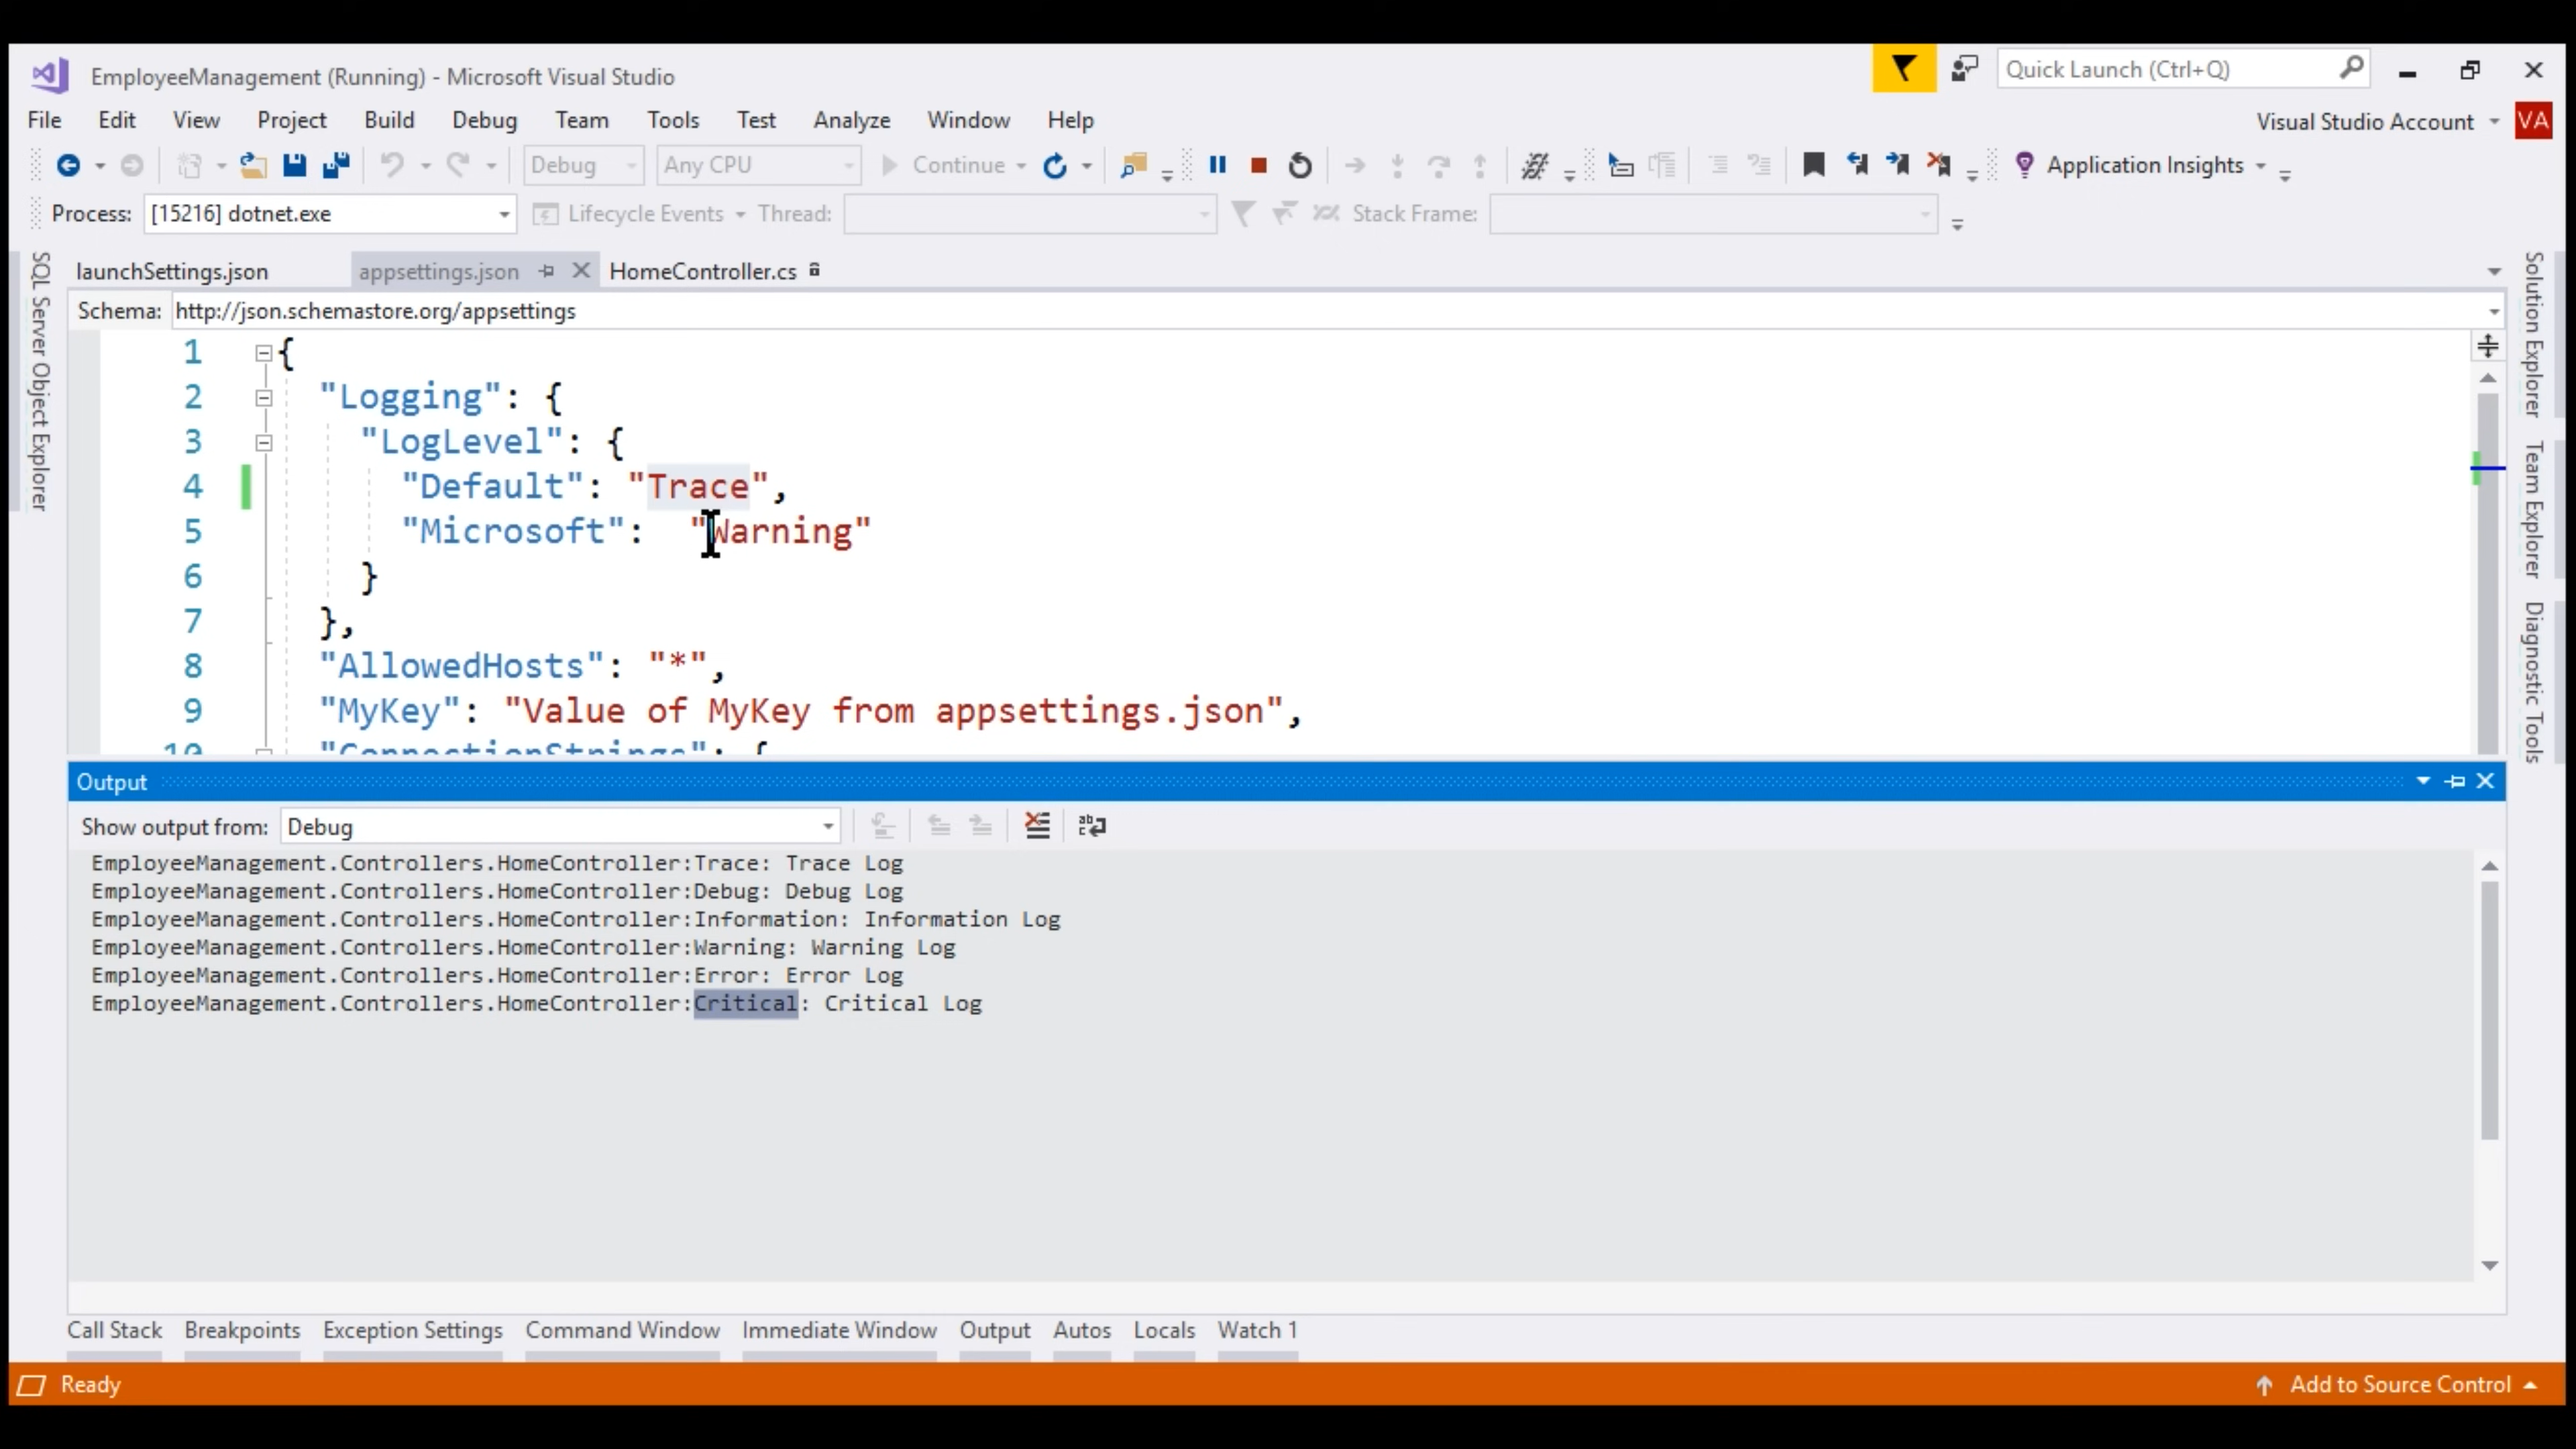 EmployeeManagement (Running) - Microsoft Visual Studio
Quick Launch (Ctrl+Q)
File Edit View Project Build Debug Team Tools Test Analyze Window Help
Visual Studio Account VA
Debug Any CPU Continue Application Insights
Process: [15216] dotnet.exe Lifecycle Events Thread: Stack Frame:
SQL Server Object Explorer
launchSettings.json appsettings.json HomeController.cs
Schema: http://json.schemastore.org/appsettings
1 {
2 "Logging": {
3 "LogLevel": {
4 "Default": "Trace",
5 "Microsoft": "Warning"
6 }
7 },
8 "AllowedHosts": "*",
9 "MyKey": "Value of MyKey from appsettings.json",
10 "ConnectionStrings": {
Solution Explorer
Team Explorer
Diagnostic Tools
Output
Show output from: Debug
EmployeeManagement.Controllers.HomeController:Trace: Trace Log
EmployeeManagement.Controllers.HomeController:Debug: Debug Log
EmployeeManagement.Controllers.HomeController:Information: Information Log
EmployeeManagement.Controllers.HomeController:Warning: Warning Log
EmployeeManagement.Controllers.HomeController:Error: Error Log
EmployeeManagement.Controllers.HomeController:Critical: Critical Log
Call Stack Breakpoints Exception Settings Command Window Immediate Window Output Autos Locals Watch 1
Ready
Add to Source Control